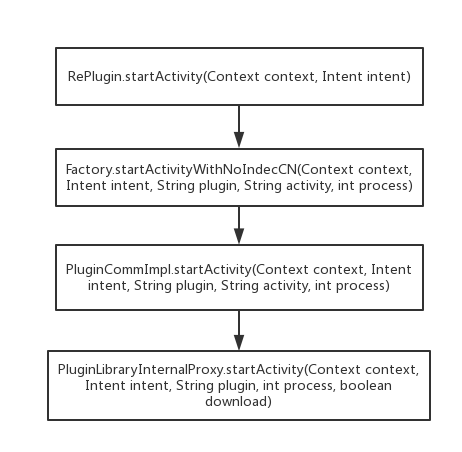 RePlugin.startActivity(Context context, Intent intent)
Factory.startActivityWithNoIndecCN(Context context,
Intent intent, String plugin, String activity, int process)
PluginCommImpl.startActivity(Context context, Intent
intent, String plugin, String activity, int process)
PluginLibraryInternalProxy.startActivity(Context context,
Intent intent, String plugin, int process, boolean
download)